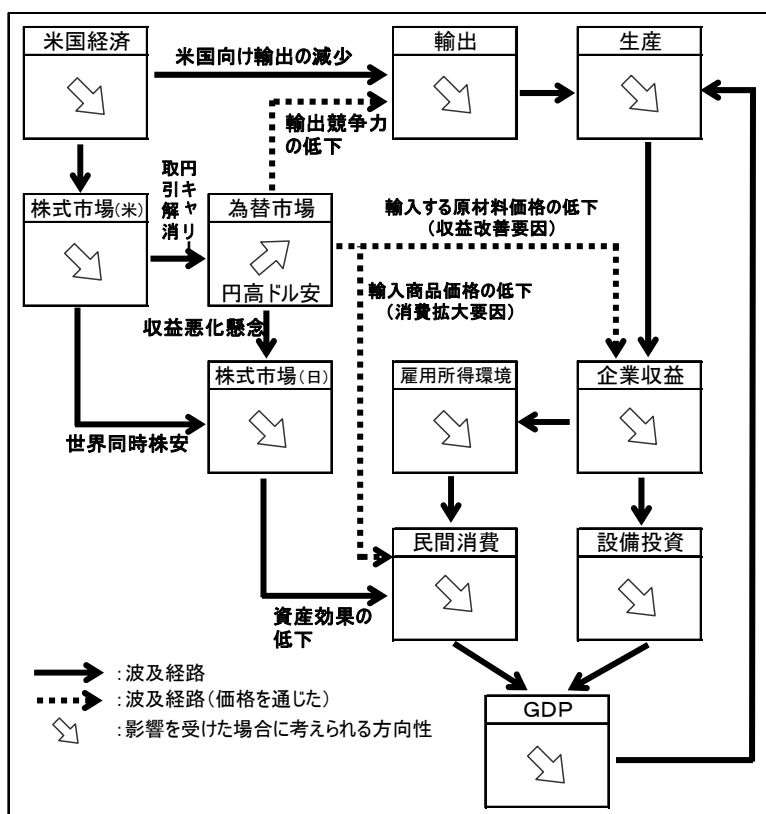 米国経済
米国向け輸出の減少
輸出
生産
輸出競争力
の低下
円キャリー
取引解消
株式市場(米)
為替市場
円高ドル安
輸入する原材料価格の低下
(収益改善要因)
輸入商品価格の低下
(消費拡大要因)
収益悪化懸念
株式市場(日)
雇用所得環境
企業収益
世界同時株安
民間消費
設備投資
資産効果の
低下
:波及経路
:波及経路(価格を通じた)
:影響を受けた場合に考えられる方向性
GDP